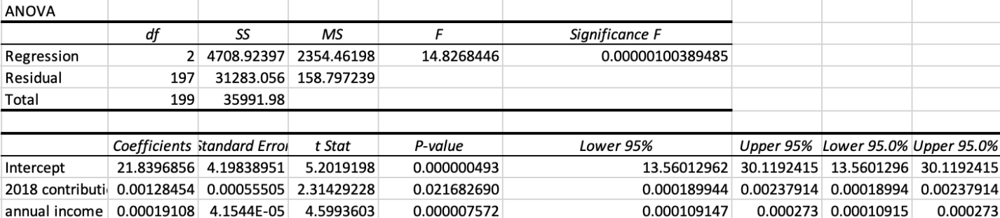 ANOVA
df SS MS F Significance F
Regression 2 4708.92397 2354.46198 14.8268446 0.00000100389485
Residual 197 31283.056 158.797239
Total 199 35991.98
Coefficients Standard Error t Stat P-value Lower 95% Upper 95% Lower 95.0% Upper 95.0%
Intercept 21.8396856 4.19838951 5.2019198 0.000000493 13.56012962 30.1192415 13.5601296 30.1192415
2018 contributi 0.00128454 0.00055505 2.31429228 0.021682690 0.000189944 0.00237914 0.00018994 0.00237914
annual income 0.00019108 4.1544E-05 4.5993603 0.000007572 0.000109147 0.000273 0.00010915 0.000273